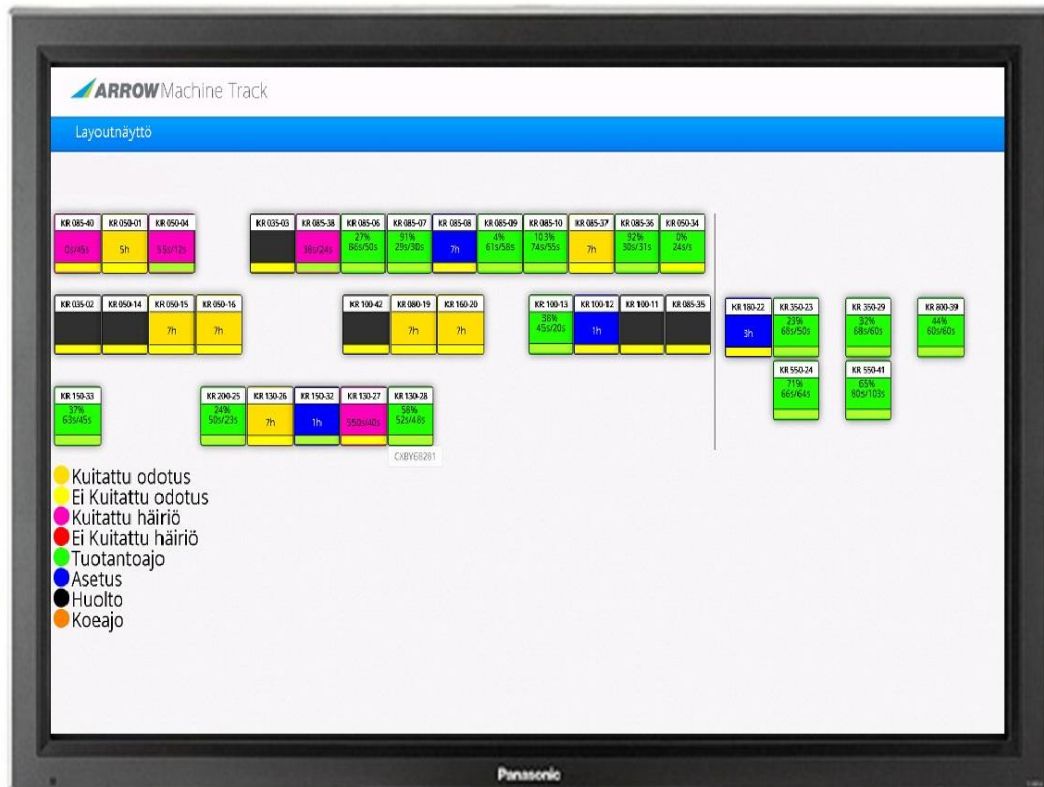 ARROW Machine Track
Layoutnäyttö
KR 085-40 KR 050-01 KR 050-04 KR 035-03 KR 085-38 KR 085-06 KR 085-07 KR 085-08 KR 085-09 KR 085-10 KR 085-37 KR 085-36 KR 050-34
27% 91% 4% 103% 92% 0%
0s/45s 5h 55s/12s 36s/24s 86s/50s 29s/30s 7h 61s/58s 74s/55s 7h 30s/31s 24s/s
KR 035-02 KR 050-14 KR 050-15 KR 050-16 KR 100-42 KR 080-19 KR 160-20 KR 100-13 KR 100-12 KR 100-11 KR 085-35 KR 180-22 KR 350-23 KR 350-29 KR 800-39
38% 23% 32% 44%
7h 7h 7h 7h 45s/20s 1h 3h 68s/50s 68s/60s 60s/60s
KR 550-24 KR 550-41
71% 65%
66s/64s 80s/103s
KR 150-33 KR 200-25 KR 130-26 KR 150-32 KR 130-27 KR 130-28
37% 24% 58%
63s/45s 50s/23s 7h 1h 550s/40s 52s/48s
CXBYE8281
Kuitattu odotus
Ei Kuitattu odotus
Kuitattu häiriö
Ei Kuitattu häiriö
Tuotantoajo
Asetus
Huolto
Koeajo
Panasonic